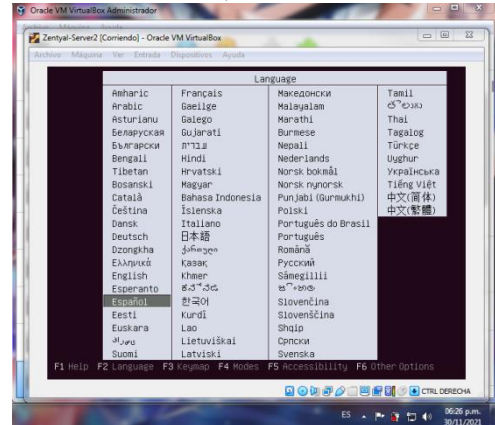 Oracle VM VirtualBox Administrador
Zentyal-Server2 [Corriendo] - Oracle VM VirtualBox
Archivo Máquina Ver Entrada Dispositivos Ayuda
Language
Amharic Français Македонски Tamil
Arabic Gaeilge Malayalam తెలుగు
Asturianu Galego Marathi Thai
Беларуская Gujarati Burmese Tagalog
Български עברית Nepali Türkçe
Bengali Hindi Nederlands Uyghur
Tibetan Hrvatski Norsk bokmål Українська
Bosanski Magyar Norsk nynorsk Tiếng Việt
Català Bahasa Indonesia Punjabi (Gurmukhi) 中文(简体)
Čeština Íslenska Polski 中文(繁體)
Dansk Italiano Português do Brasil
Deutsch 日本語 Português
Dzongkha ქართული Română
Ελληνικά Қазақ Русский
English Khmer Sámegillii
Esperanto ಕನ್ನಡ සිංහල
Español 한국어 Slovenčina
Eesti Kurdî Slovenščina
Euskara Lao Shqip
فارسی Lietuviškai Српски
Suomi Latviski Svenska
F1 Help F2 Language F3 Keymap F4 Modes F5 Accessibility F6 Other Options
CTRL DERECHA
ES 06:26 p.m.
30/11/2021